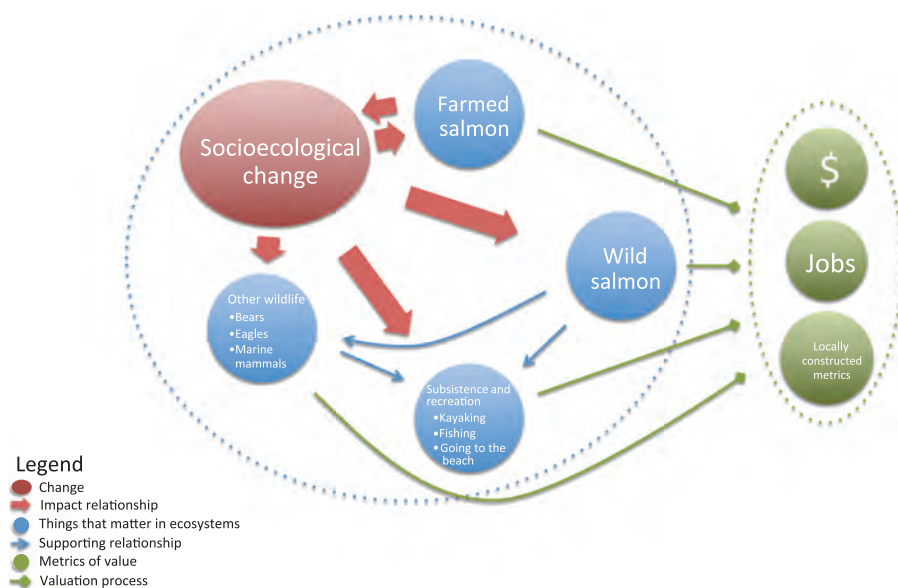 Farmed
salmon
Socioecological
change
$
Wild
salmon
Jobs
Other wildlife
•Bears
•Eagles
•Marine
mammals
Locally
constructed
metrics
Subsistence and
recreation
•Kayaking
•Fishing
•Going to the
beach
Legend
Change
Impact relationship
Things that matter in ecosystems
Supporting relationship
Metrics of value
Valuation process